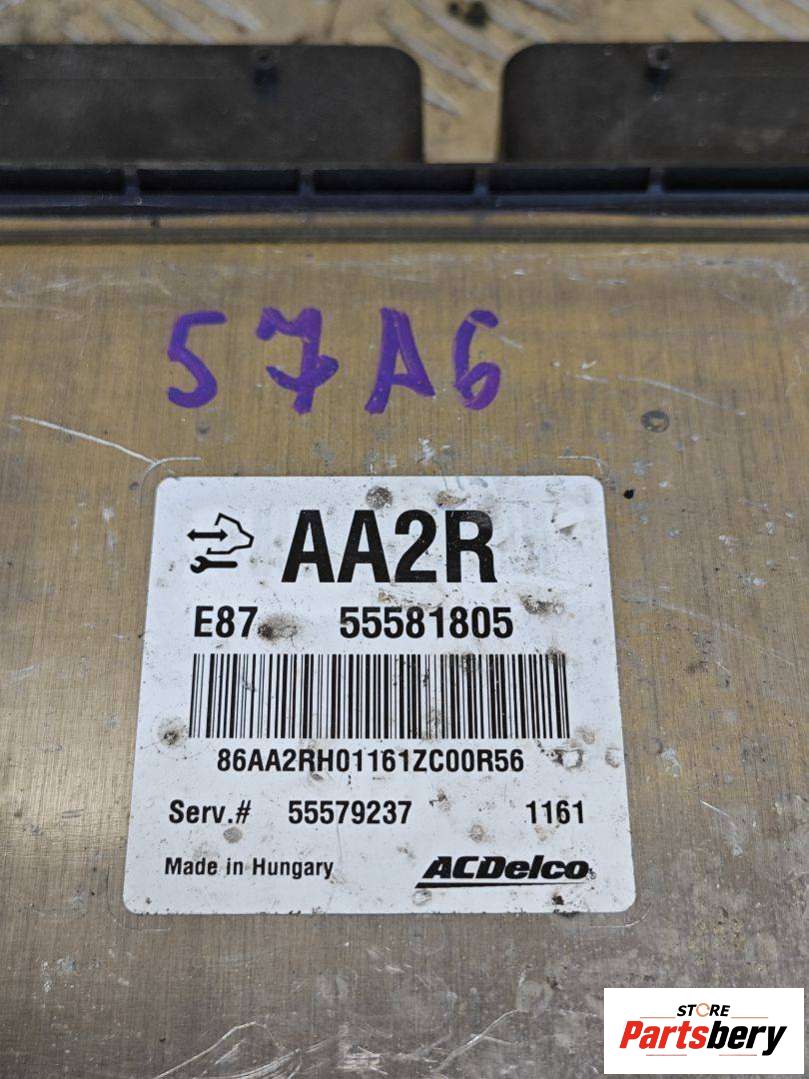 57A6
AA2R
E87 55581805
86AA2RH01161ZC00R56
Serv.# 55579237 1161
Made in Hungary ACDelco
STORE
Partsbery